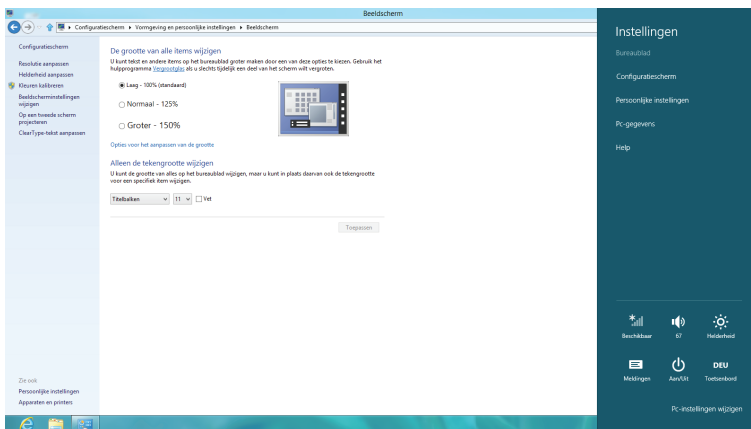 Beeldscherm
Configuratiescherm ▸ Vormgeving en persoonlijke instellingen ▸ Beeldscherm
Configuratiescherm
Resolutie aanpassen
Helderheid aanpassen
Kleuren kalibreren
Beeldscherminstellingen
wijzigen
Op een tweede scherm
projecteren
ClearType-tekst aanpassen
Zie ook
Persoonlijke instellingen
Apparaten en printers
De grootte van alle items wijzigen
U kunt tekst en andere items op het bureaublad groter maken door een van deze opties te kiezen. Gebruik het
hulpprogramma Vergrootglas als u slechts tijdelijk een deel van het scherm wilt vergroten.
Laag - 100% (standaard)
Normaal - 125%
Groter - 150%
Opties voor het aanpassen van de grootte
Alleen de tekengrootte wijzigen
U kunt de grootte van alles op het bureaublad wijzigen, maar u kunt in plaats daarvan ook de tekengrootte
voor een specifiek item wijzigen.
Titelbalken 11 Vet
Toepassen
Instellingen
Bureaublad
Configuratiescherm
Persoonlijke instellingen
Pc-gegevens
Help
Beschikbaar 67 Helderheid
DEU
Meldingen Aan/Uit Toetsenbord
Pc-instellingen wijzigen